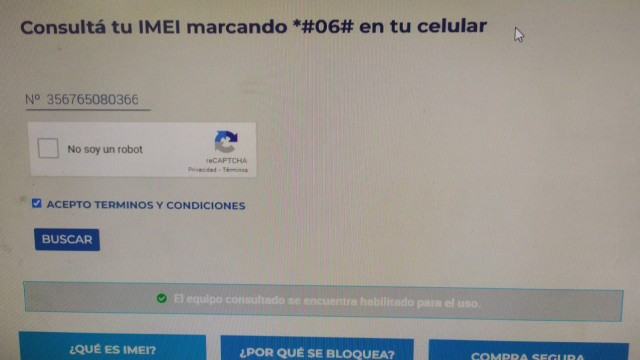 Consultá tu IMEI marcando *#06# en tu celular
Nº 356765080366
No soy un robot
reCAPTCHA
Privacidad - Términos
ACEPTO TERMINOS Y CONDICIONES
BUSCAR
El equipo consultado se encuentra habilitado para el uso.
¿QUÉ ES IMEI?
¿POR QUÉ SE BLOQUEA?
COMPRA SEGURA